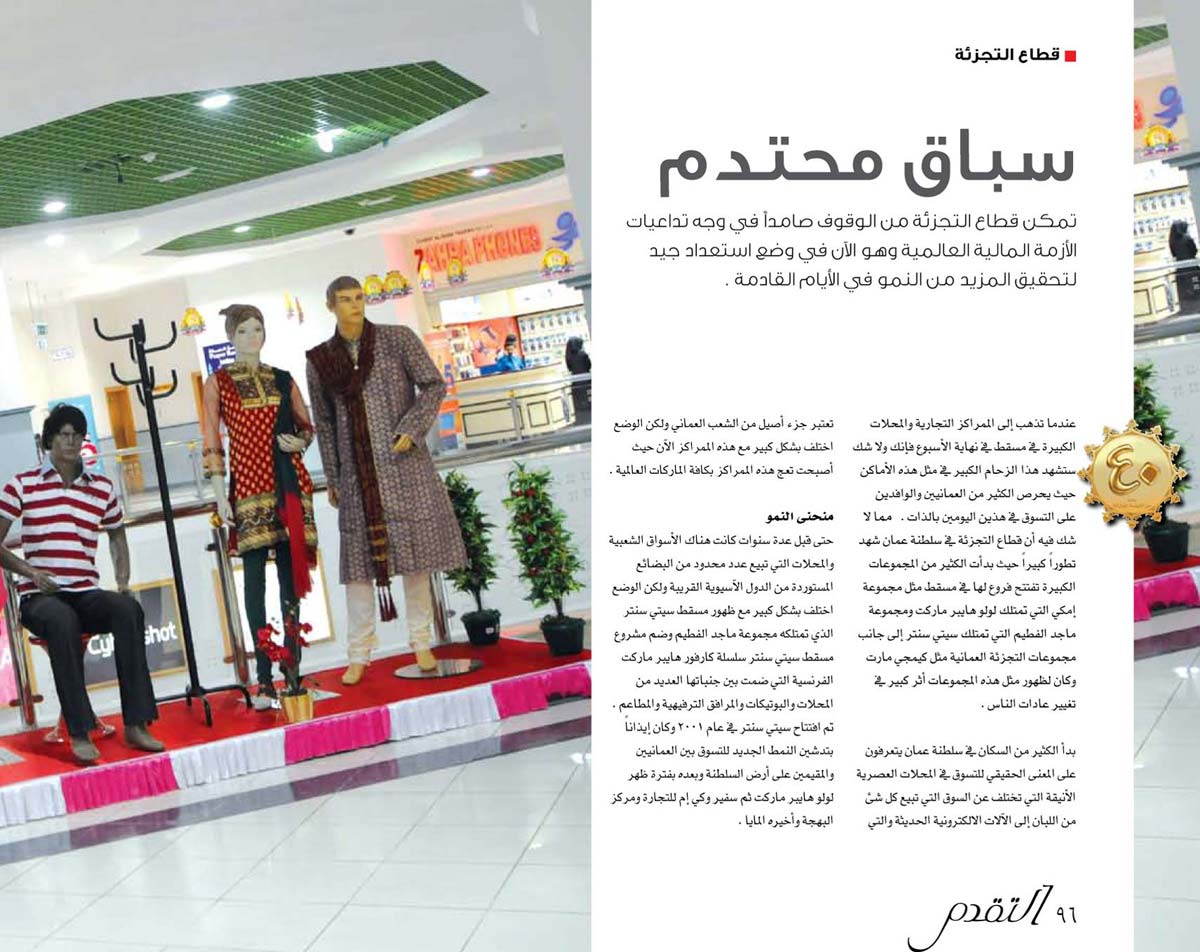 قطاع التجزئة
سباق محتدم
تمكن قطاع التجزئة من الوقوف صامداً في وجه تداعيات
الأزمة المالية العالمية وهو الآن في وضع استعداد جيد
لتحقيق المزيد من النمو في الأيام القادمة .
عندما تذهب إلى المراكز التجارية والمحلات
الكبيرة في مسقط في نهاية الأسبوع فإنك ولا شك
ستشهد هذا الزحام الكبير في مثل هذه الأماكن
حيث يحرص الكثير من العمانيين والوافدين
على التسوق في هذين اليومين بالذات . مما لا
شك فيه أن قطاع التجزئة في سلطنة عمان شهد
تطوراً كبيراً حيث بدأت الكثير من المجموعات
الكبيرة تفتتح فروع لها في مسقط مثل مجموعة
إمكي التي تمتلك لولو هايبر ماركت ومجموعة
ماجد الفطيم التي تمتلك سيتي سنتر إلى جانب
مجموعات التجزئة العمانية مثل كيمجي مارت
وكان لظهور مثل هذه المجموعات أثر كبير في
تغيير عادات الناس .
بدأ الكثير من السكان في سلطنة عمان يتعرفون
على المعنى الحقيقي للتسوق في المحلات العصرية
الأنيقة التي تختلف عن السوق التي تبيع كل شئ
من اللبان إلى الآلات الالكترونية الحديثة والتي
تعتبر جزء أصيل من الشعب العماني ولكن الوضع
اختلف بشكل كبير مع هذه المراكز الآن حيث
أصبحت تعج هذه المراكز بكافة الماركات العالمية .
منحنى النمو
حتى قبل عدة سنوات كانت هناك الأسواق الشعبية
والمحلات التي تبيع عدد محدود من البضائع
المستوردة من الدول الآسيوية القريبة ولكن الوضع
اختلف بشكل كبير مع ظهور مسقط سيتي سنتر
الذي تمتلكه مجموعة ماجد الفطيم وضم مشروع
مسقط سيتي سنتر سلسلة كارفور هايبر ماركت
الفرنسية التي ضمت بين جنباتها العديد من
المحلات والبوتيكات والمرافق الترفيهية والمطاعم .
تم افتتاح سيتي سنتر في عام ٢٠٠١ وكان إيذاناً
بتدشين النمط الجديد للتسوق بين العمانيين
والمقيمين على أرض السلطنة وبعده بفترة ظهر
لولو هايبر ماركت ثم سفير وكي إم للتجارة ومركز
البهجة وأخيره المايا .
٤٠
ZAHRA PHONES
٩٦ التقدم